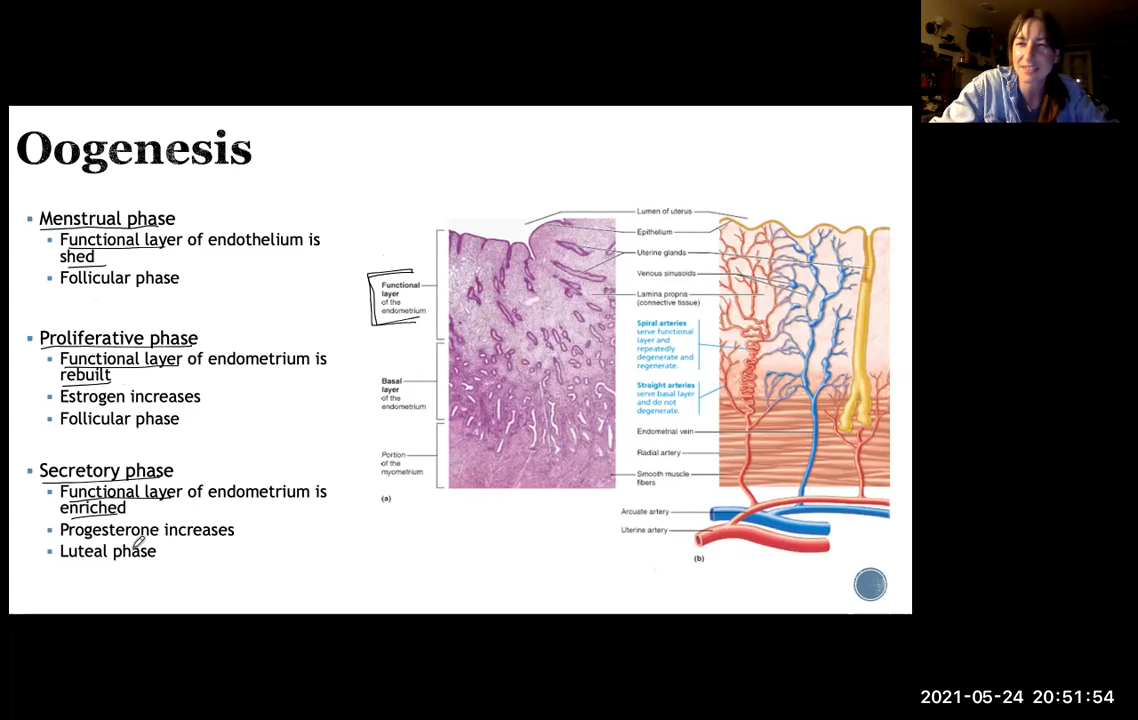 Oogenesis
Menstrual phase
Functional layer of endothelium is
shed
Follicular phase
Proliferative phase
Functional layer of endometrium is
rebuilt
Estrogen increases
Follicular phase
Secretory phase
Functional layer of endometrium is
enriched
Progesterone increases
Luteal phase
Functional
layer
of the
endometrium
Basal
layer
of the
endometrium
Portion
of the
myometrium
(a)
Lumen of uterus
Epithelium
Uterine glands
Venous sinusoids
Lamina propria
(connective tissue)
Spiral arteries
serve functional
layer and
repeatedly
degenerate and
regenerate.
Straight arteries
serve basal layer
and do not
degenerate.
Endometrial vein
Radial artery
Smooth muscle
fibers
Arcuate artery
Uterine artery
(b)
2021-05-24 20:51:54